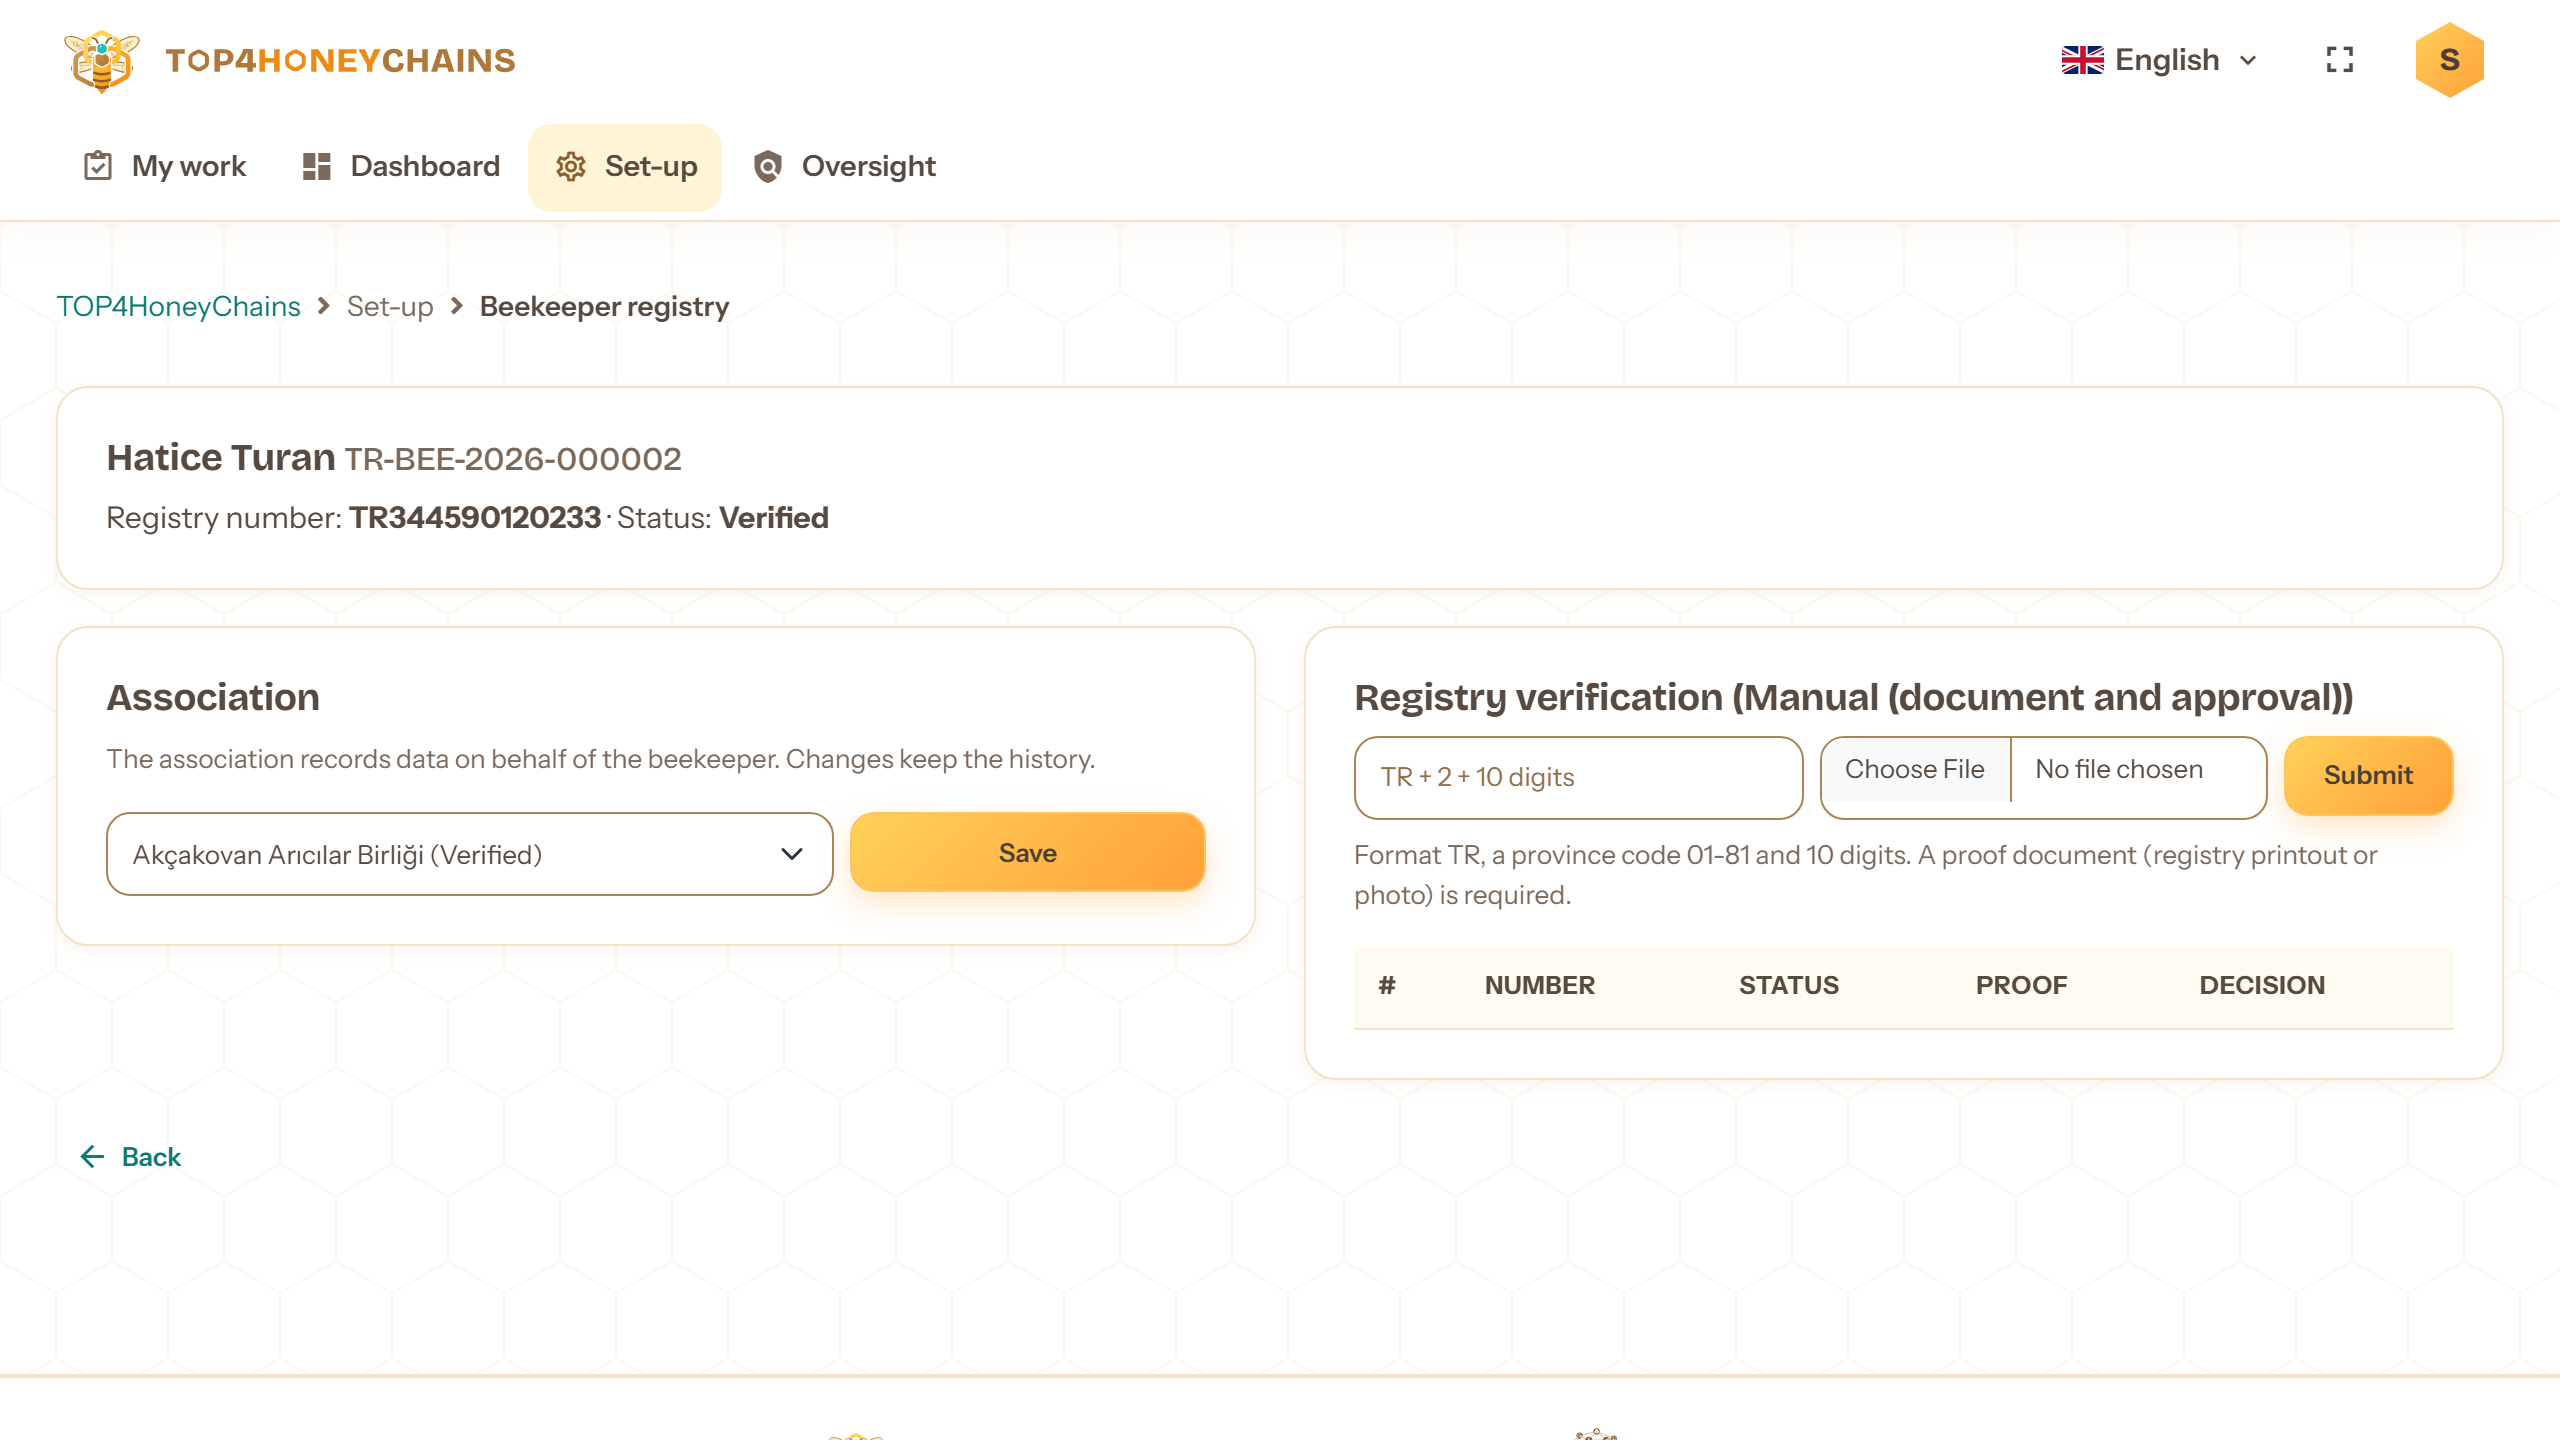 TOP4HONEYCHAINS
English
S
My work
Dashboard
Set-up
Oversight
TOP4HoneyChains > Set-up > Beekeeper registry
Hatice Turan TR-BEE-2026-000002
Registry number: TR344590120233 · Status: Verified
Association
The association records data on behalf of the beekeeper. Changes keep the history.
Akçakovan Arıcılar Birliği (Verified)
Save
Registry verification (Manual (document and approval))
TR + 2 + 10 digits
Choose File
No file chosen
Submit
Format TR, a province code 01-81 and 10 digits. A proof document (registry printout or
photo) is required.
# NUMBER STATUS PROOF DECISION
Back